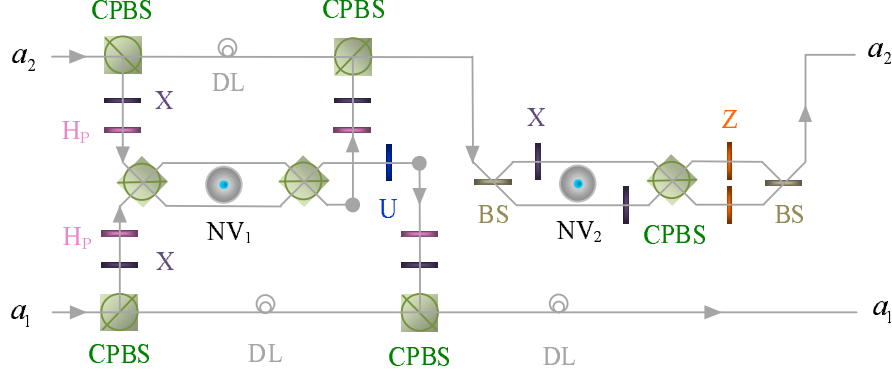 CPBS
CPBS
a₂
a₂
DL
X
X
Z
Hₚ
U
BS
BS
NV₁
NV₂
CPBS
Hₚ
X
a₁
a₁
DL
DL
CPBS
CPBS